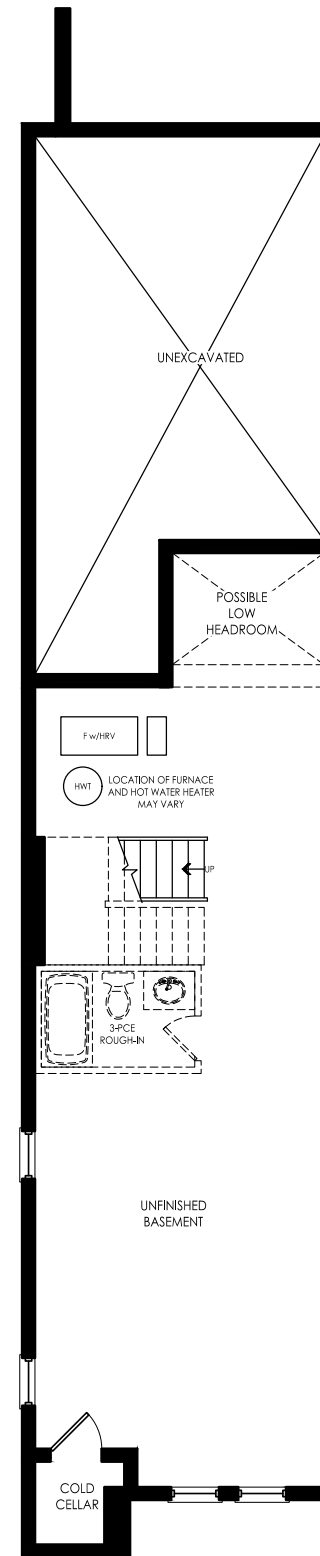 UNEXCAVATED
POSSIBLE
LOW
HEADROOM
F w/HRV
HWT
LOCATION OF FURNACE
AND HOT WATER HEATER
MAY VARY
UP
3-PCE
ROUGH-IN
UNFINISHED
BASEMENT
COLD
CELLAR